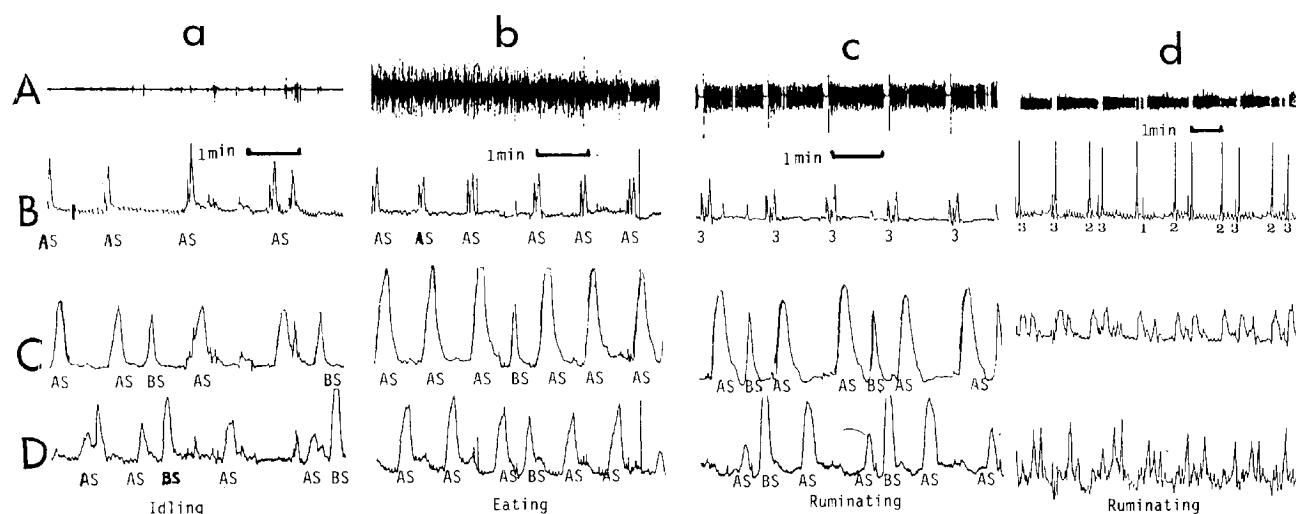 a b c d
A
1min 1min 1min 1min
B
AS AS AS AS AS AS AS AS AS AS 3 3 3 3 3 3 3 2 3 1 2 2 3 2 3
C
AS AS BS AS BS AS AS AS BS AS AS AS AS BS AS AS BS AS AS
D
AS AS BS AS AS BS AS AS AS BS AS AS AS BS AS AS BS AS AS
Idling Eating Ruminating Ruminating